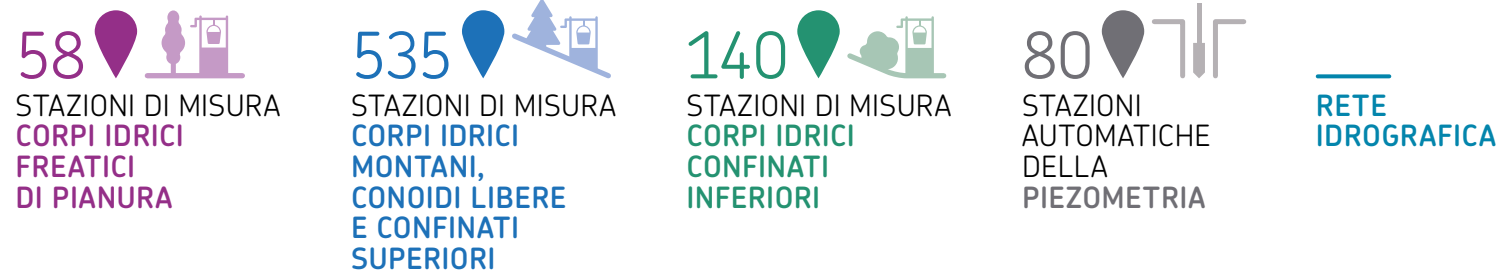 58
STAZIONI DI MISURA
CORPI IDRICI
FREATICI
DI PIANURA
535
STAZIONI DI MISURA
CORPI IDRICI
MONTANI,
CONOIDI LIBERE
E CONFINATI
SUPERIORI
140
STAZIONI DI MISURA
CORPI IDRICI
CONFINATI
INFERIORI
80
STAZIONI
AUTOMATICHE
DELLA
PIEZOMETRIA
RETE
IDROGRAFICA